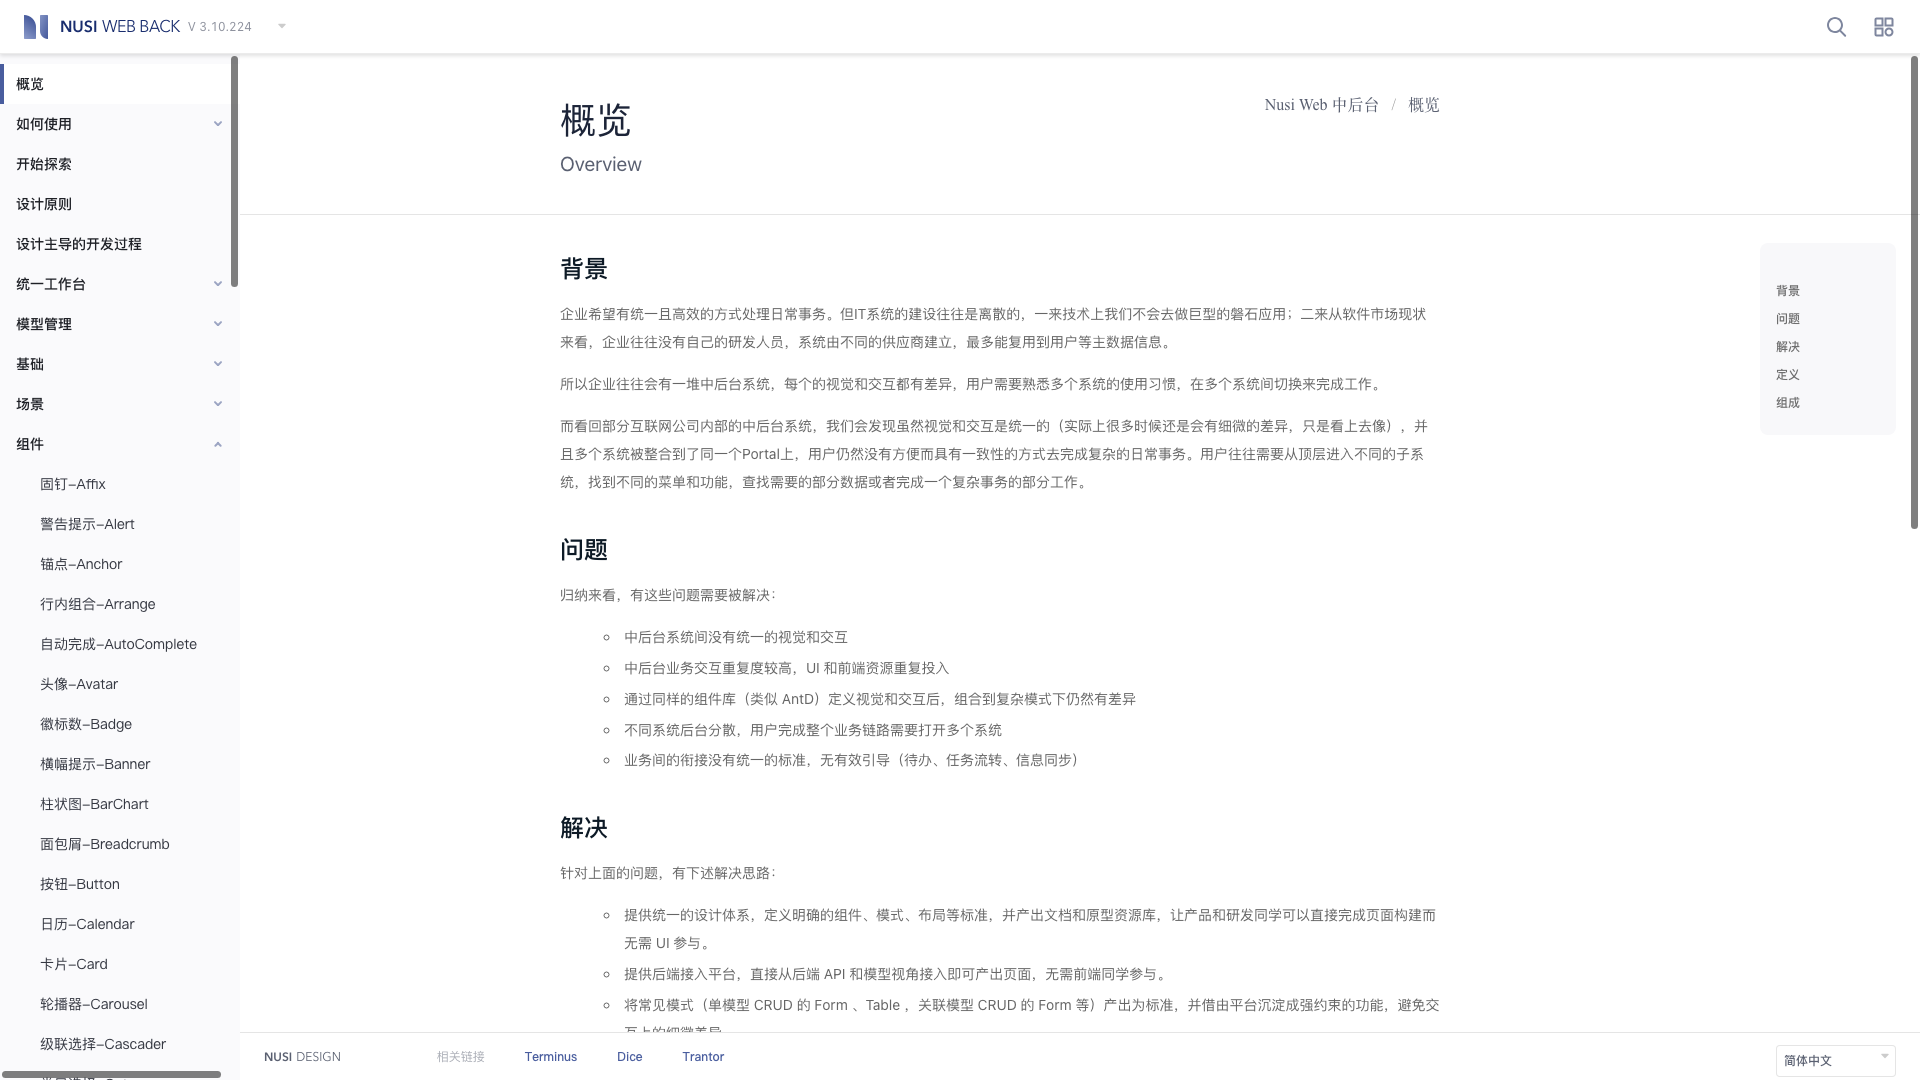 NUSI WEB BACK V 3.10.224
概览
如何使用
开始探索
设计原则
设计主导的开发过程
统一工作台
模型管理
基础
场景
组件
固钉–Affix
警告提示–Alert
锚点–Anchor
行内组合–Arrange
自动完成–AutoComplete
头像–Avatar
徽标数–Badge
横幅提示–Banner
柱状图–BarChart
面包屑–Breadcrumb
按钮–Button
日历–Calendar
卡片–Card
轮播器–Carousel
级联选择–Cascader
概览
Overview
Nusi Web 中后台 / 概览
背景
企业希望有统一且高效的方式处理日常事务。但IT系统的建设往往是离散的，一来技术上我们不会去做巨型的磐石应用；二来从软件市场现状
来看，企业往往没有自己的研发人员，系统由不同的供应商建立，最多能复用到用户等主数据信息。
所以企业往往会有一堆中后台系统，每个的视觉和交互都有差异，用户需要熟悉多个系统的使用习惯，在多个系统间切换来完成工作。
而看回部分互联网公司内部的中后台系统，我们会发现虽然视觉和交互是统一的（实际上很多时候还是会有细微的差异，只是看上去像），并
且多个系统被整合到了同一个Portal上，用户仍然没有方便而具有一致性的方式去完成复杂的日常事务。用户往往需要从顶层进入不同的子系
统，找到不同的菜单和功能，查找需要的部分数据或者完成一个复杂事务的部分工作。
问题
归纳来看，有这些问题需要被解决：
中后台系统间没有统一的视觉和交互
中后台业务交互重复度较高，UI 和前端资源重复投入
通过同样的组件库（类似 AntD）定义视觉和交互后，组合到复杂模式下仍然有差异
不同系统后台分散，用户完成整个业务链路需要打开多个系统
业务间的衔接没有统一的标准，无有效引导（待办、任务流转、信息同步）
解决
针对上面的问题，有下述解决思路：
提供统一的设计体系，定义明确的组件、模式、布局等标准，并产出文档和原型资源库，让产品和研发同学可以直接完成页面构建而
无需 UI 参与。
提供后端接入平台，直接从后端 API 和模型视角接入即可产出页面，无需前端同学参与。
将常见模式（单模型 CRUD 的 Form 、Table ，关联模型 CRUD 的 Form 等）产出为标准，并借由平台沉淀成强约束的功能，避免交
互上的细微差异
背景
问题
解决
定义
组成
NUSI DESIGN
相关链接
Terminus
Dice
Trantor
简体中文